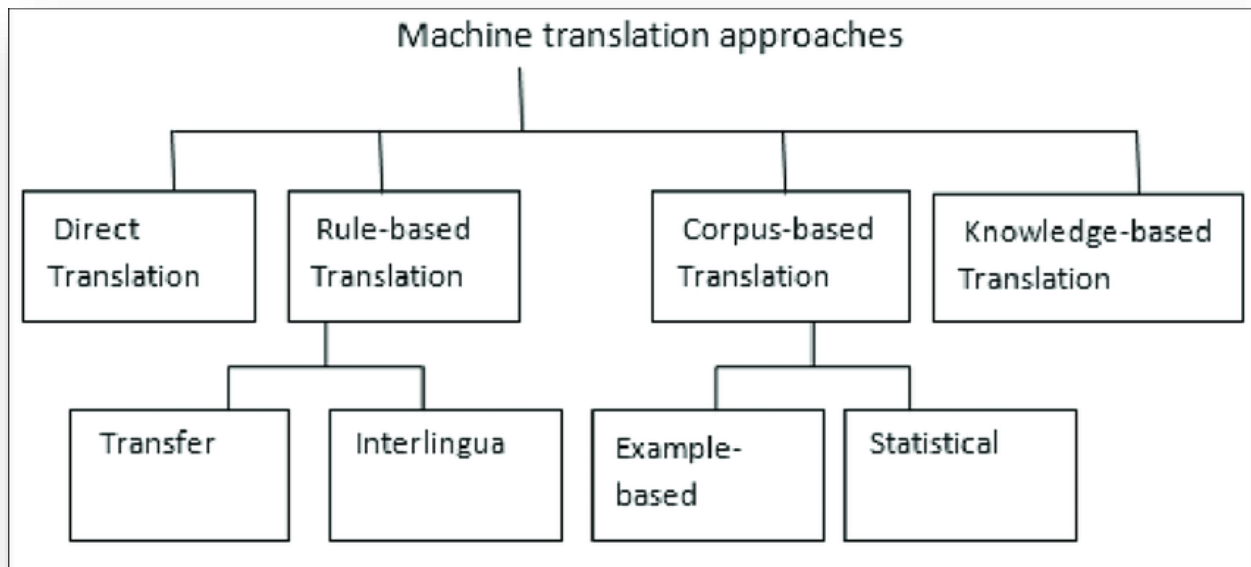 Machine translation approaches
Direct
Translation
Rule-based
Translation
Corpus-based
Translation
Knowledge-based
Translation
Transfer
Interlingua
Example-
based
Statistical